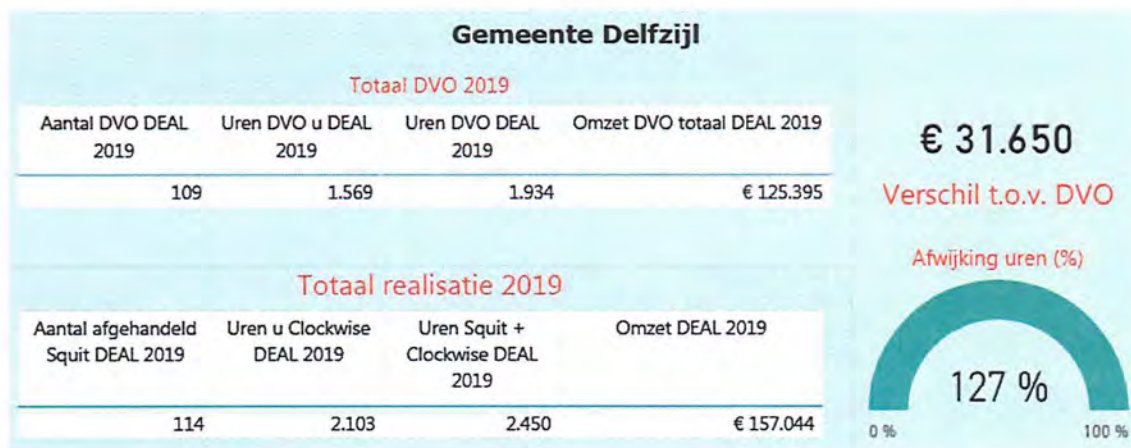 Gemeente Delfzijl
Totaal DVO 2019
Aantal DVO DEAL 2019 Uren DVO u DEAL 2019 Uren DVO DEAL 2019 Omzet DVO totaal DEAL 2019
109 1.569 1.934 € 125.395
€ 31.650
Verschil t.o.v. DVO
Afwijking uren (%)
127 %
0 % 100 %
Totaal realisatie 2019
Aantal afgehandeld Squit DEAL 2019 Uren u Clockwise DEAL 2019 Uren Squit + Clockwise DEAL 2019 Omzet DEAL 2019
114 2.103 2.450 € 157.044